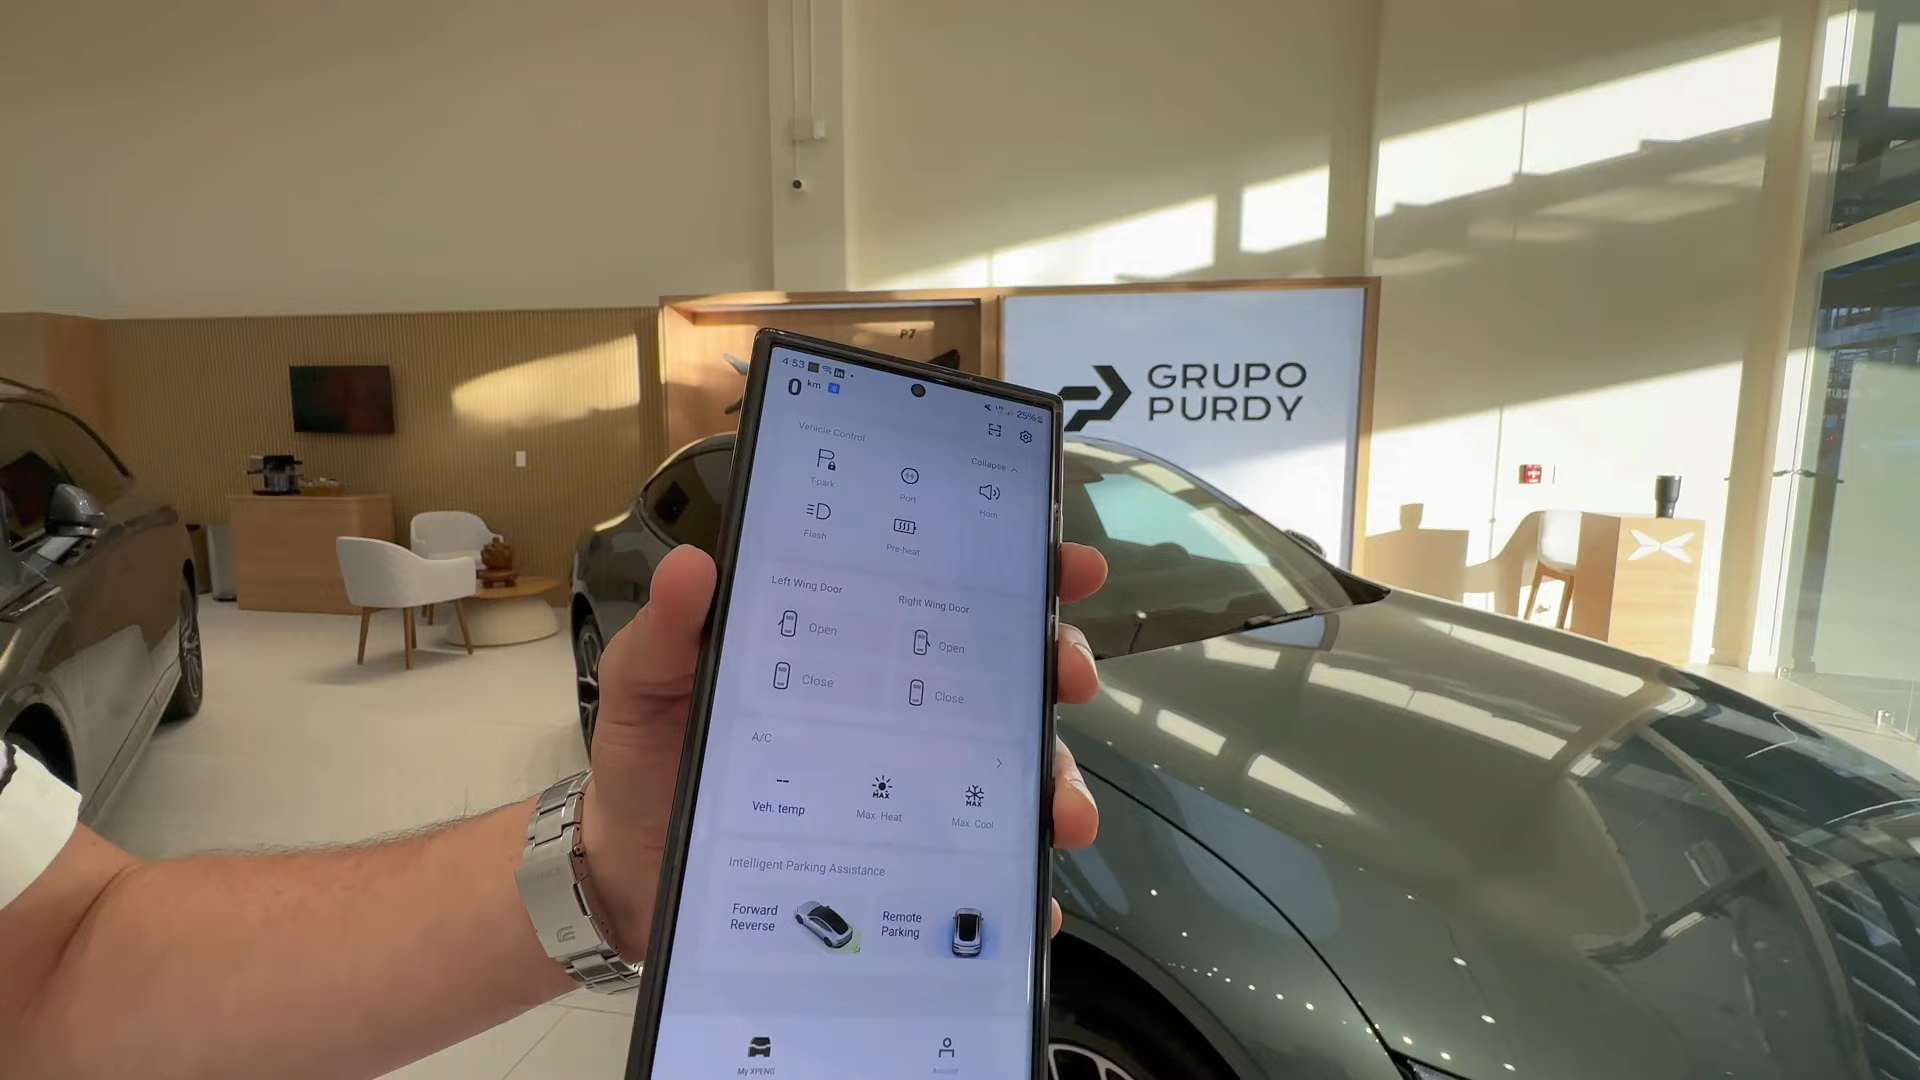 P7
GRUPO
PURDY
4:53
25%
0 km
Vehicle Control
Collapse
T-park
Port
Horn
Flash
Pre-heat
Left Wing Door
Right Wing Door
Open
Open
Close
Close
A/C
--
Veh. temp
MAX
Max. Heat
MAX
Max. Cool
Intelligent Parking Assistance
Forward
Reverse
Remote
Parking
My XPENG
Account